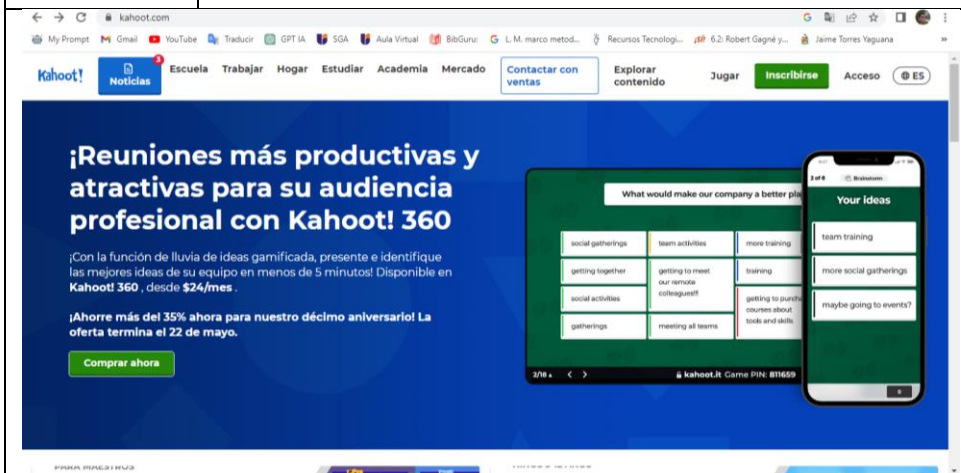 kahoot.com
My Prompt Gmail YouTube Traducir GPT IA SGA Aula Virtual BibGuru: L. M. marco metod... Recursos Tecnologi... 6.2: Robert Gagné y... Jaime Torres Yaguana »
Kahoot! Noticias 3 Escuela Trabajar Hogar Estudiar Academia Mercado Contactar con ventas Explorar contenido Jugar Inscribirse Acceso ES
¡Reuniones más productivas y
atractivas para su audiencia
profesional con Kahoot! 360
¡Con la función de lluvia de ideas gamificada, presente e identifique
las mejores ideas de su equipo en menos de 5 minutos! Disponible en
Kahoot! 360 , desde $24/mes .
¡Ahorre más del 35% ahora para nuestro décimo aniversario! La
oferta termina el 22 de mayo.
Comprar ahora
What would make our company a better pla
social gatherings
team activities
more training
getting together
getting to meet
our remote
colleagues!!!
training
social activities
getting to purcha
courses about
tools and skills
gatherings
meeting all teams
2/18
kahoot.it Game PIN: 811659
2 of 6 Brainstorm
Your ideas
team training
more social gatherings
maybe going to events?
PARA MAESTROS